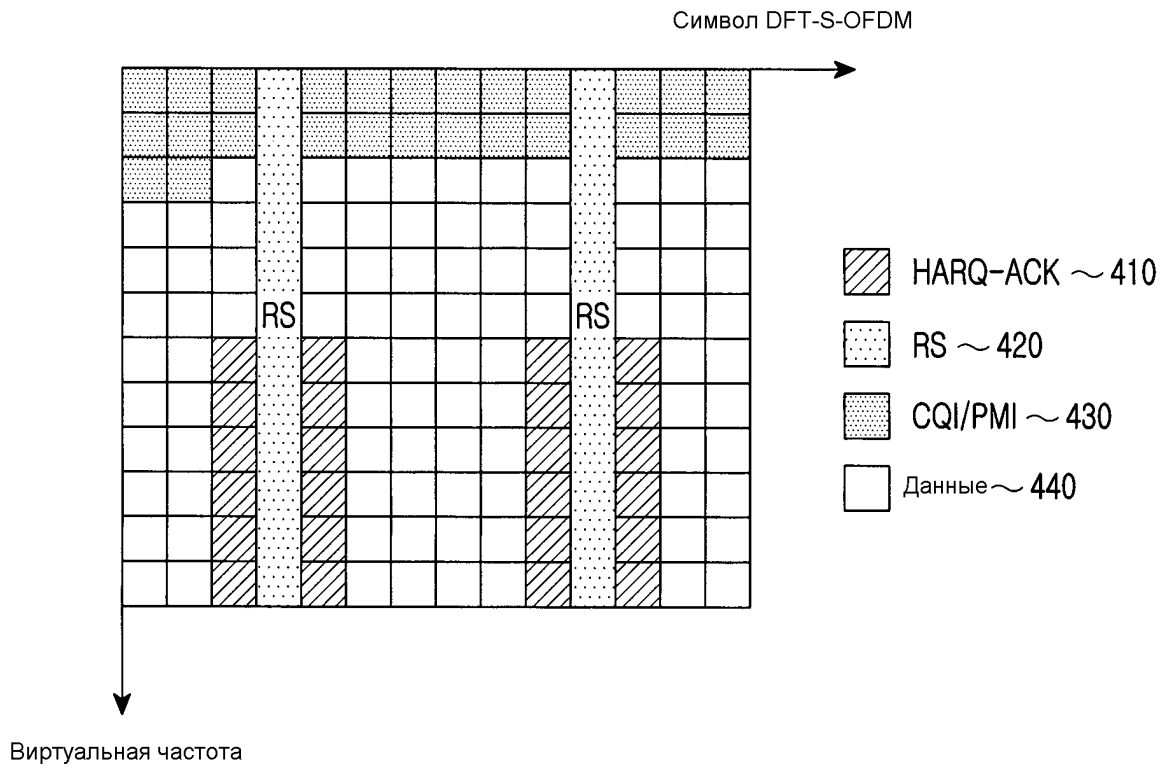 Символ DFT-S-OFDM
RS RS
HARQ-ACK ~ 410
RS ~ 420
CQI/PMI ~ 430
Данные ~ 440
Виртуальная частота